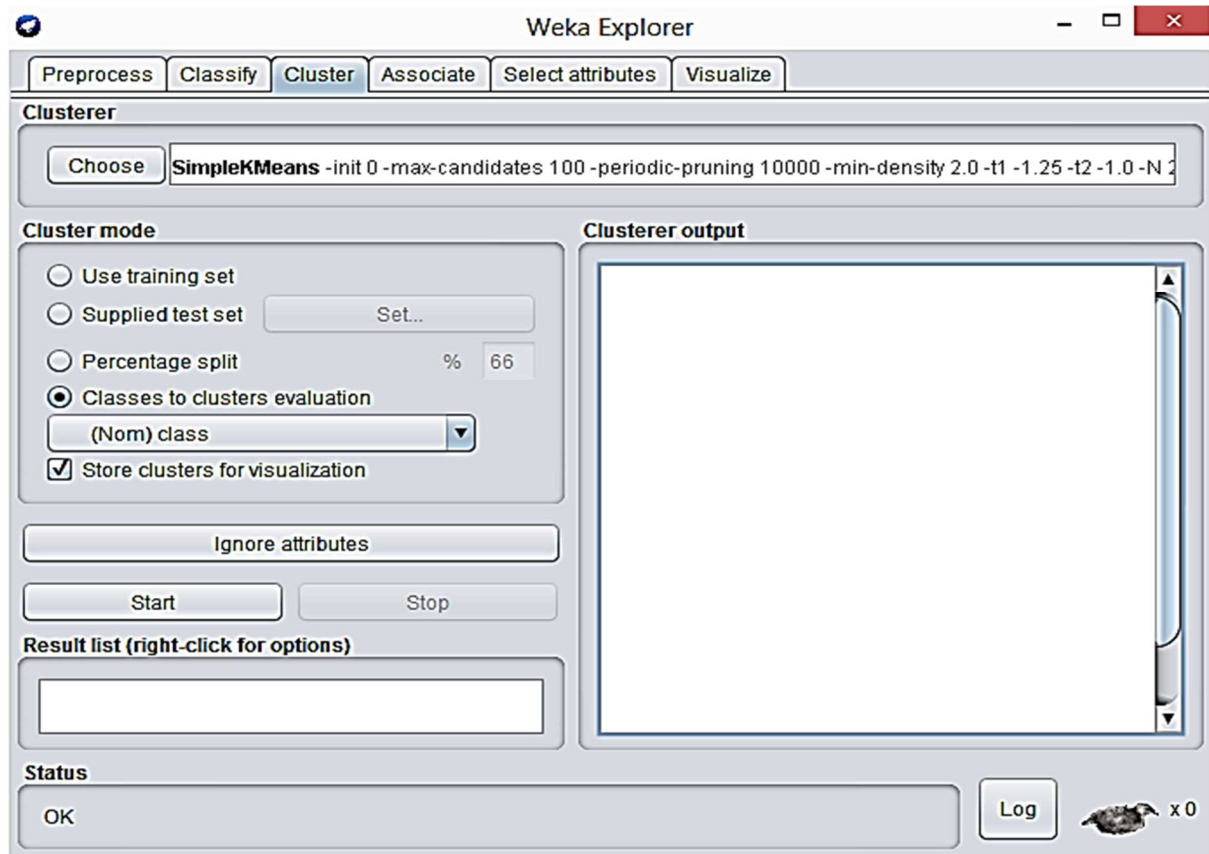 Weka Explorer
Preprocess Classify Cluster Associate Select attributes Visualize
Clusterer
Choose SimpleKMeans -init 0 -max-candidates 100 -periodic-pruning 10000 -min-density 2.0 -t1 -1.25 -t2 -1.0 -N 2
Cluster mode
Use training set
Supplied test set Set...
Percentage split % 66
Classes to clusters evaluation
(Nom) class
Store clusters for visualization
Ignore attributes
Start Stop
Result list (right-click for options)
Clusterer output
Status
OK
Log x 0